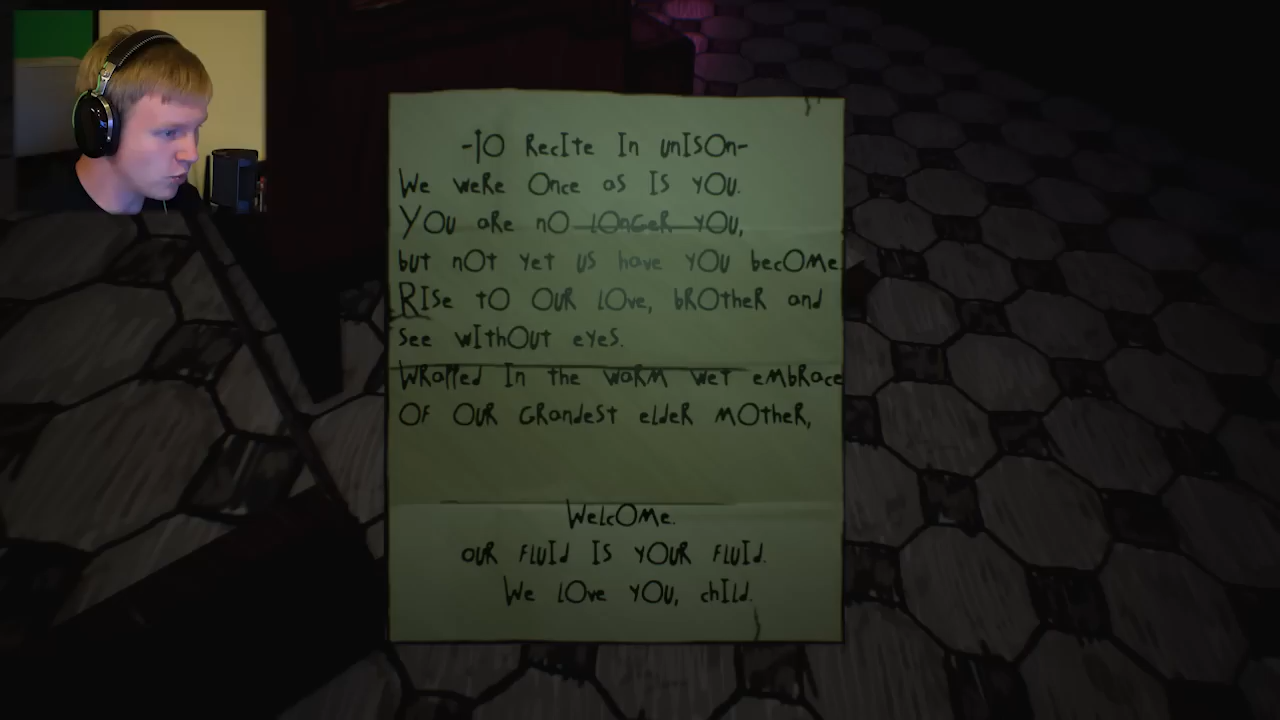 -TO RecIte In unISOn-
We weRe Once as IS YOU.
YOU aRe nO lOnGeR YOU,
but nOt yet US have YOU becOMe
RISe tO OUR lOve, bROtheR and
See wIthOUt eyeS.
WRapped In the waRM weT eMbRace
OF OUR GRandeST eldeR MOtheR,
WelcOMe.
OUR FLUId IS YOUR FLUId.
We lOve YOU, chIld.